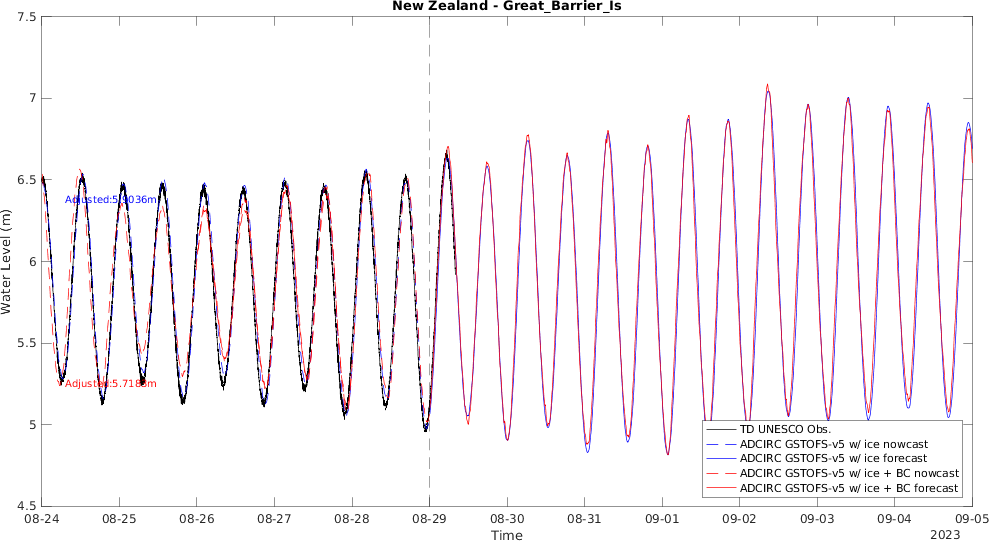 New Zealand - Great_Barrier_Is
7.5
7
6.5
6
5.5
5
4.5
Water Level (m)
Adjusted:5.9036m
Adjusted:5.7185m
TD UNESCO Obs.
ADCIRC GSTOFS-v5 w/ ice nowcast
ADCIRC GSTOFS-v5 w/ ice forecast
ADCIRC GSTOFS-v5 w/ ice + BC nowcast
ADCIRC GSTOFS-v5 w/ ice + BC forecast
08-24 08-25 08-26 08-27 08-28 08-29 08-30 08-31 09-01 09-02 09-03 09-04 09-05
Time
2023